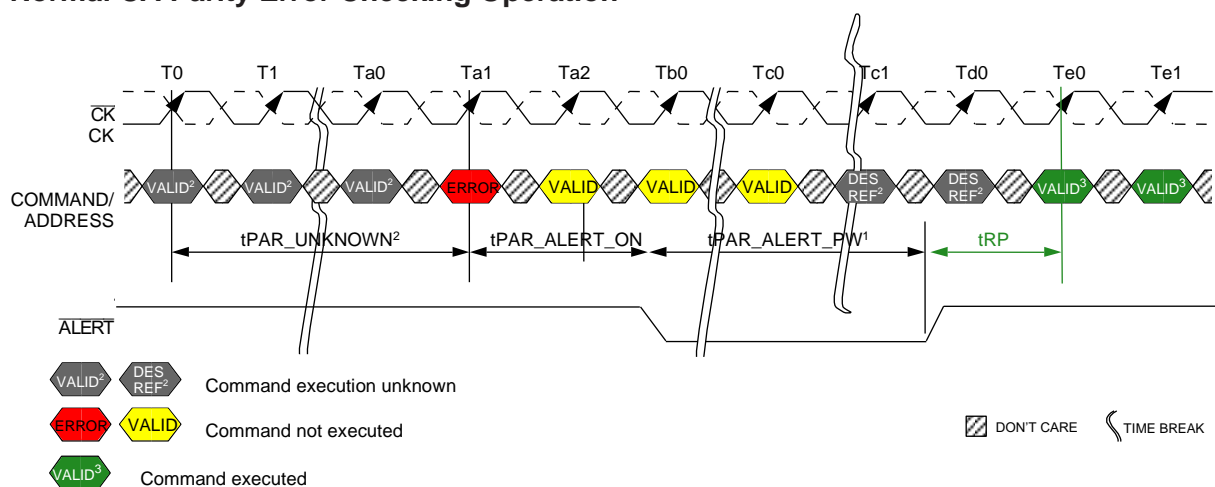 Normal CA Parity Error Checking Operation
T0 T1 Ta0 Ta1 Ta2 Tb0 Tc0 Tc1 Td0 Te0 Te1
CK
CK
COMMAND/
ADDRESS
VALID² VALID² VALID² ERROR VALID VALID VALID DES REF² DES REF² VALID³ VALID³
tPAR_UNKNOWN² tPAR_ALERT_ON tPAR_ALERT_PW¹ tRP
ALERT
VALID² DES REF² Command execution unknown
ERROR VALID Command not executed
DON'T CARE TIME BREAK
VALID³ Command executed